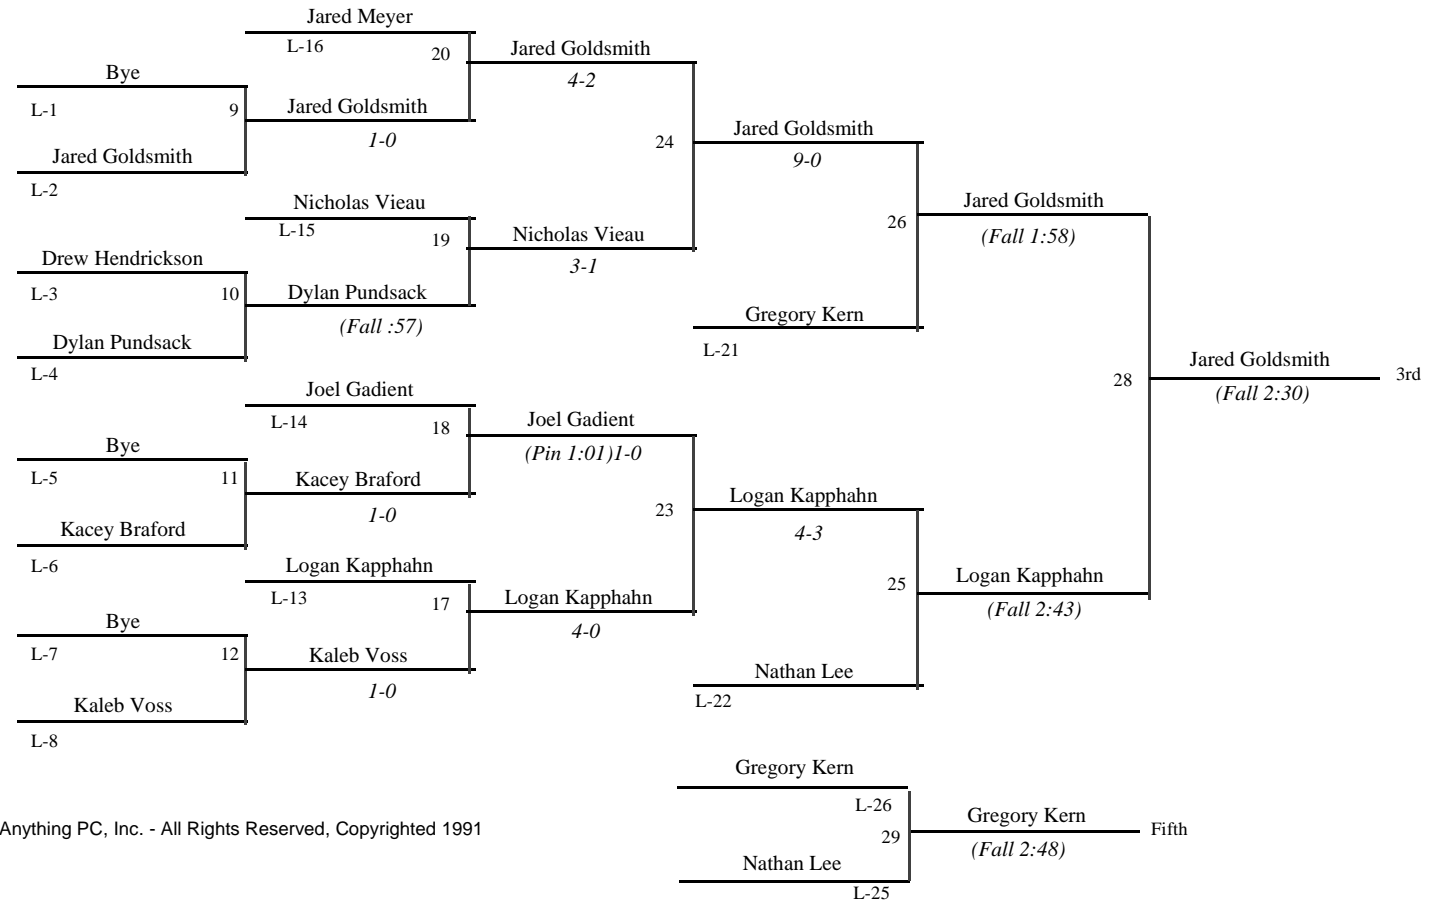 Jared Meyer
L-16
20
Jared Goldsmith
4-2
Bye
L-1
9
Jared Goldsmith
1-0
24
Jared Goldsmith
9-0
Jared Goldsmith
L-2
Nicholas Vieau
L-15
19
Nicholas Vieau
3-1
26
Jared Goldsmith
(Fall 1:58)
Drew Hendrickson
L-3
10
Dylan Pundsack
(Fall :57)
Gregory Kern
L-21
Dylan Pundsack
L-4
28
Jared Goldsmith
(Fall 2:30)
3rd
Joel Gadient
L-14
18
Joel Gadient
(Pin 1:01)1-0
Bye
L-5
11
Kacey Braford
1-0
23
Logan Kapphahn
4-3
Kacey Braford
L-6
Logan Kapphahn
L-13
17
Logan Kapphahn
4-0
25
Logan Kapphahn
(Fall 2:43)
Bye
L-7
12
Kaleb Voss
1-0
Nathan Lee
L-22
Kaleb Voss
L-8
Gregory Kern
L-26
29
Gregory Kern
(Fall 2:48)
Fifth
Nathan Lee
L-25
Anything PC, Inc. - All Rights Reserved, Copyrighted 1991